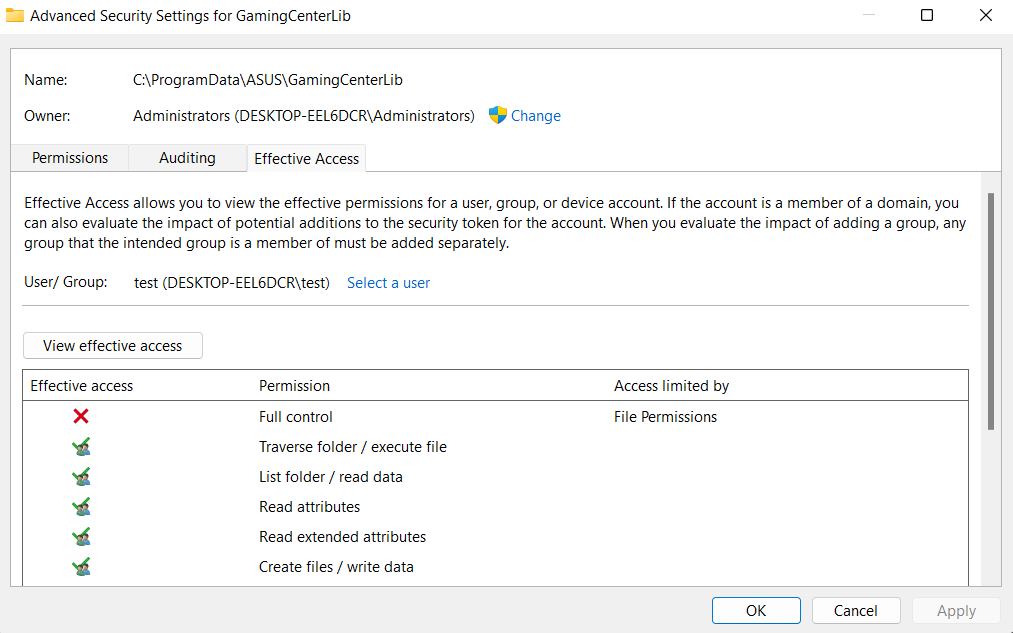 Advanced Security Settings for GamingCenterLib
Name: C:\ProgramData\ASUS\GamingCenterLib
Owner: Administrators (DESKTOP-EEL6DCR\Administrators) Change
Permissions Auditing Effective Access
Effective Access allows you to view the effective permissions for a user, group, or device account. If the account is a member of a domain, you
can also evaluate the impact of potential additions to the security token for the account. When you evaluate the impact of adding a group, any
group that the intended group is a member of must be added separately.
User/ Group: test (DESKTOP-EEL6DCR\test) Select a user
View effective access
Effective access Permission Access limited by
Full control File Permissions
Traverse folder / execute file
List folder / read data
Read attributes
Read extended attributes
Create files / write data
OK Cancel Apply